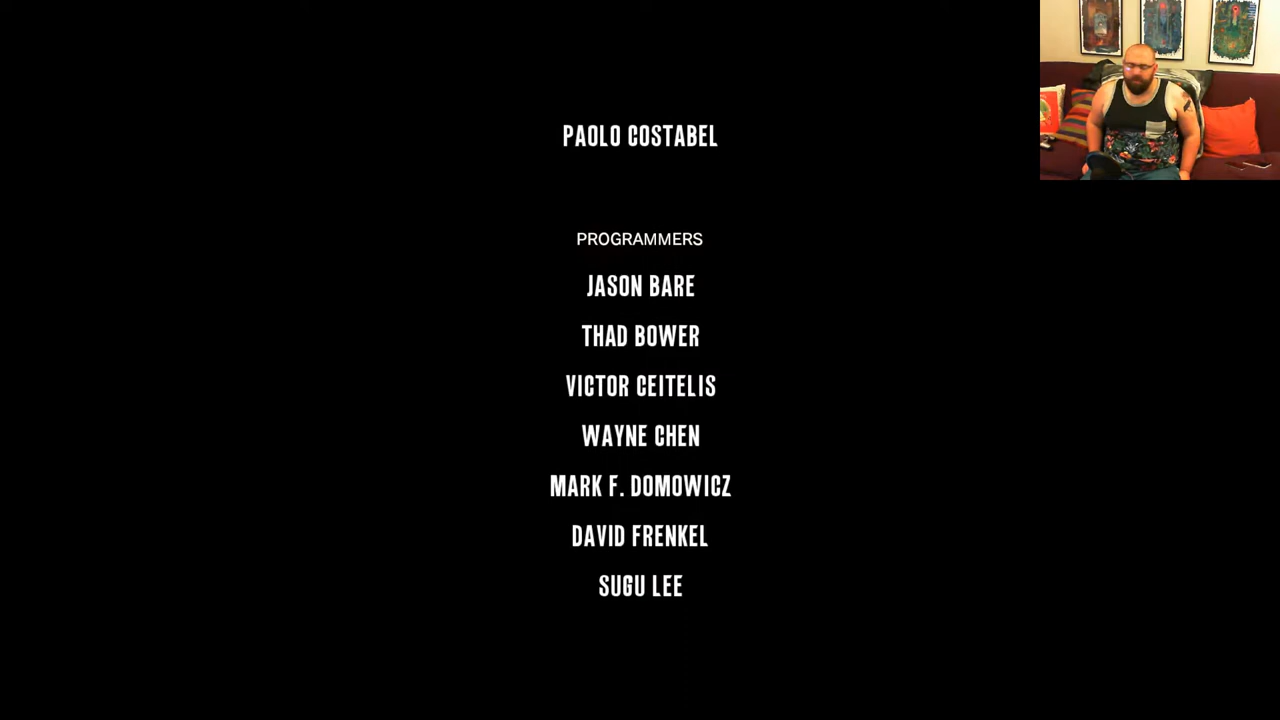 PAOLO COSTABEL
PROGRAMMERS
JASON BARE
THAD BOWER
VICTOR CEITELIS
WAYNE CHEN
MARK F. DOMOWICZ
DAVID FRENKEL
SUGU LEE